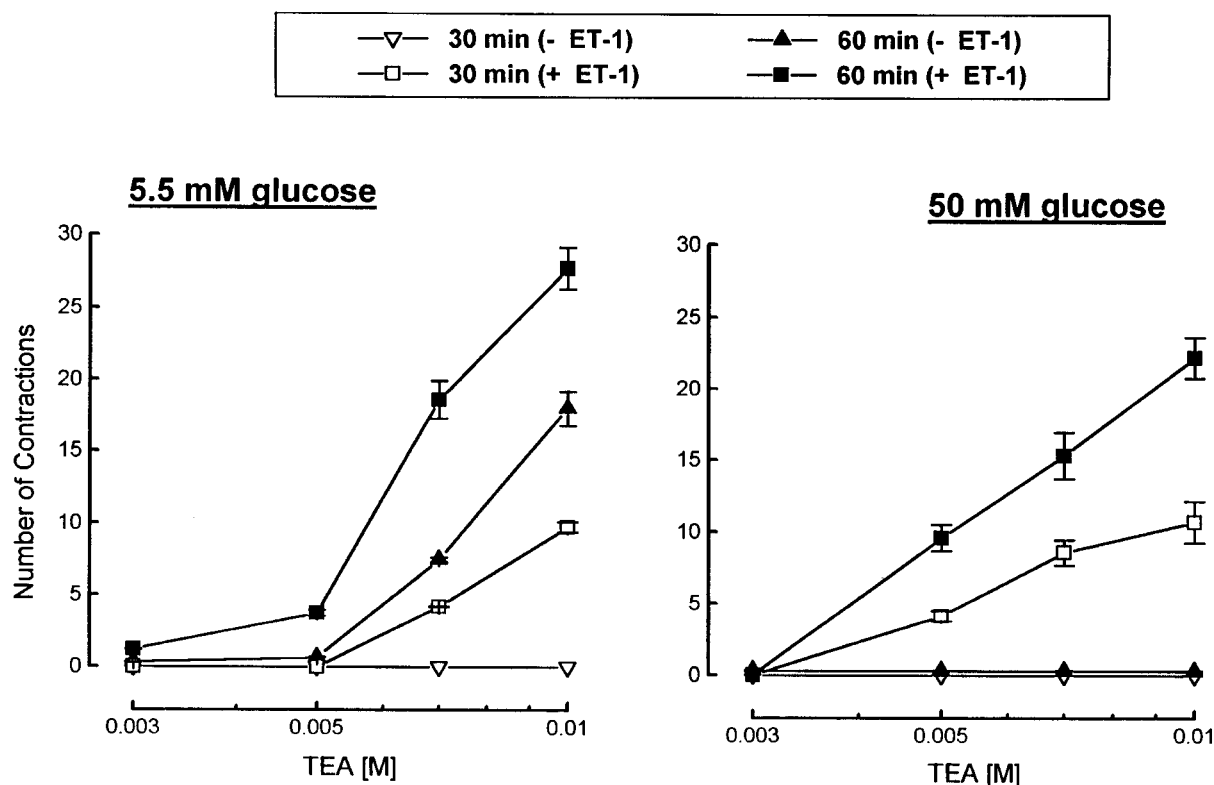 30 min (- ET-1)
60 min (- ET-1)
30 min (+ ET-1)
60 min (+ ET-1)
5.5 mM glucose
50 mM glucose
Number of Contractions
30
25
20
15
10
5
0
0.003
0.005
0.01
TEA [M]
30
25
20
15
10
5
0
0.003
0.005
0.01
TEA [M]